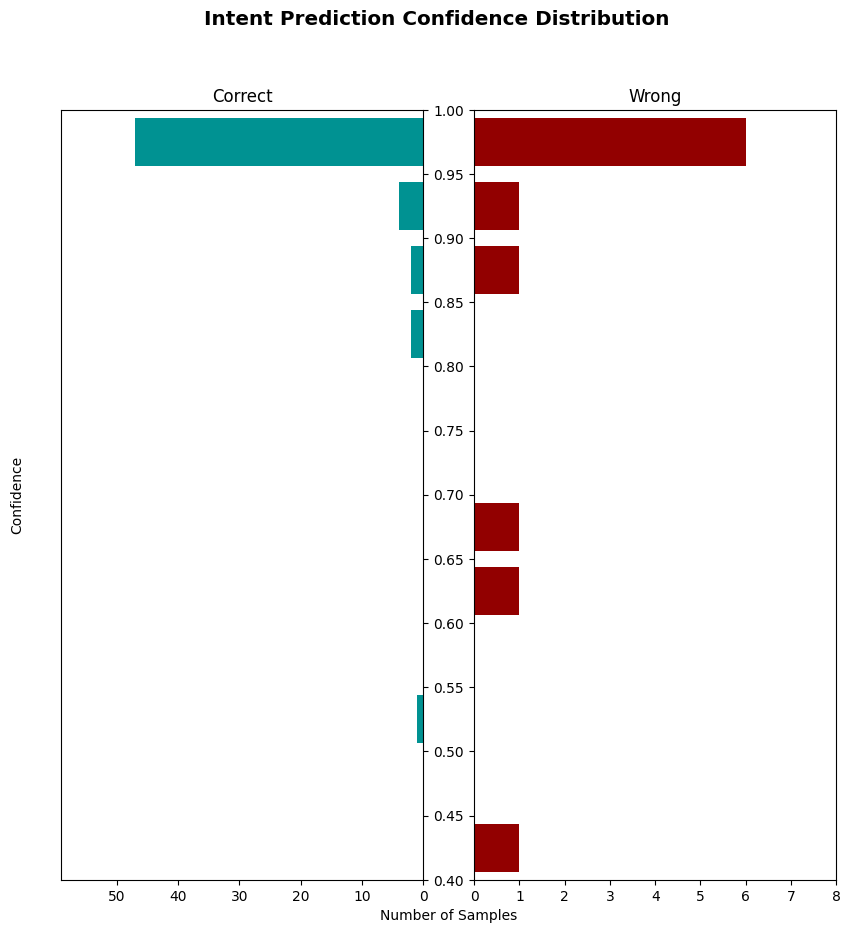 Intent Prediction Confidence Distribution
Correct
Wrong
1.00
0.95
0.90
0.85
0.80
0.75
0.70
0.65
0.60
0.55
0.50
0.45
0.40
Confidence
50 40 30 20 10 0
0 1 2 3 4 5 6 7 8
Number of Samples